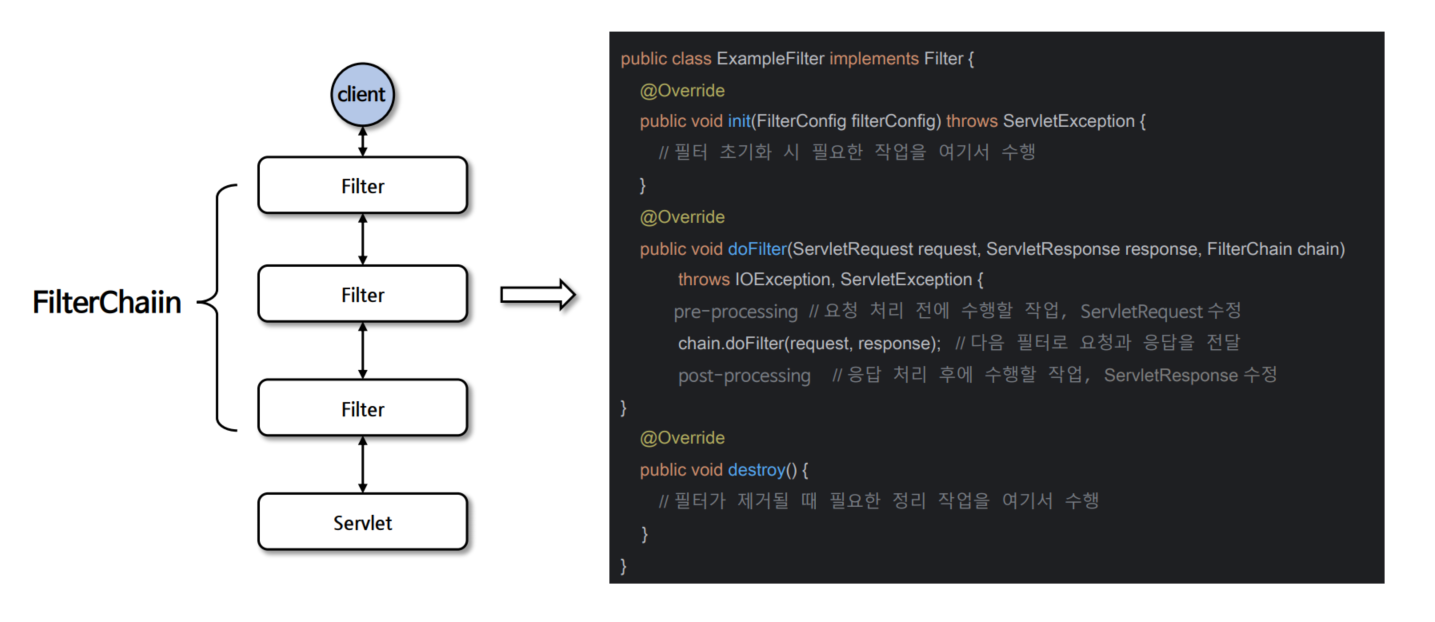 client
Filter
Filter
FilterChaiin
Filter
Servlet
public class ExampleFilter implements Filter {
@Override
public void init(FilterConfig filterConfig) throws ServletException {
// 필터 초기화 시 필요한 작업을 여기서 수행
}
@Override
public void doFilter(ServletRequest request, ServletResponse response, FilterChain chain)
throws IOException, ServletException {
pre-processing // 요청 처리 전에 수행할 작업, ServletRequest 수정
chain.doFilter(request, response); // 다음 필터로 요청과 응답을 전달
post-processing // 응답 처리 후에 수행할 작업, ServletResponse 수정
}
@Override
public void destroy() {
// 필터가 제거될 때 필요한 정리 작업을 여기서 수행
}
}